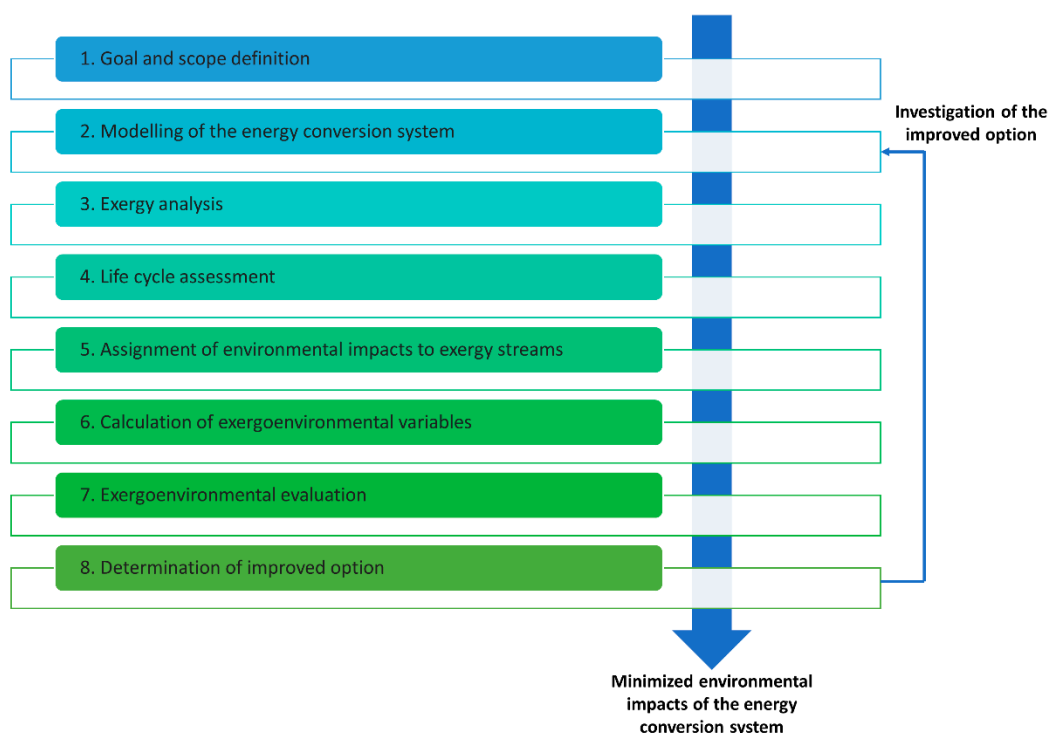 1. Goal and scope definition
2. Modelling of the energy conversion system
Investigation of the
improved option
3. Exergy analysis
4. Life cycle assessment
5. Assignment of environmental impacts to exergy streams
6. Calculation of exergoenvironmental variables
7. Exergoenvironmental evaluation
8. Determination of improved option
Minimized environmental
impacts of the energy
conversion system